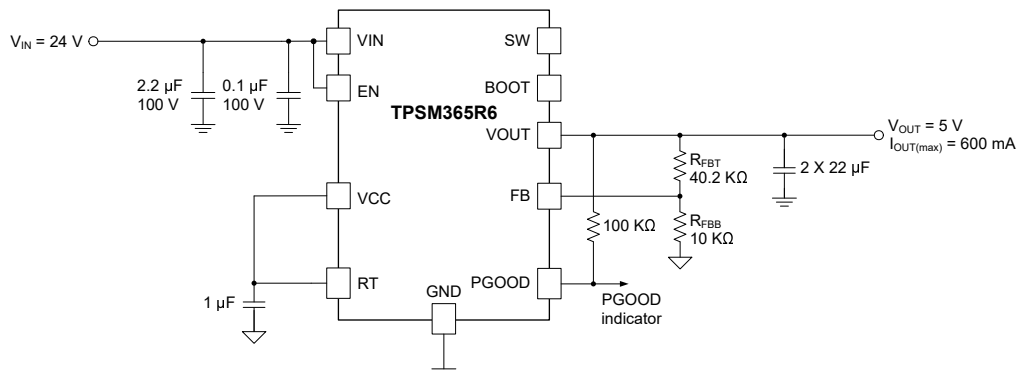 V_IN = 24 V
VIN
SW
2.2 µF
100 V
0.1 µF
100 V
EN
BOOT
TPSM365R6
VOUT
V_OUT = 5 V
I_OUT(max) = 600 mA
R_FBT
40.2 KΩ
2 X 22 µF
VCC
FB
100 KΩ
R_FBB
10 KΩ
RT
GND
PGOOD
1 µF
PGOOD
indicator